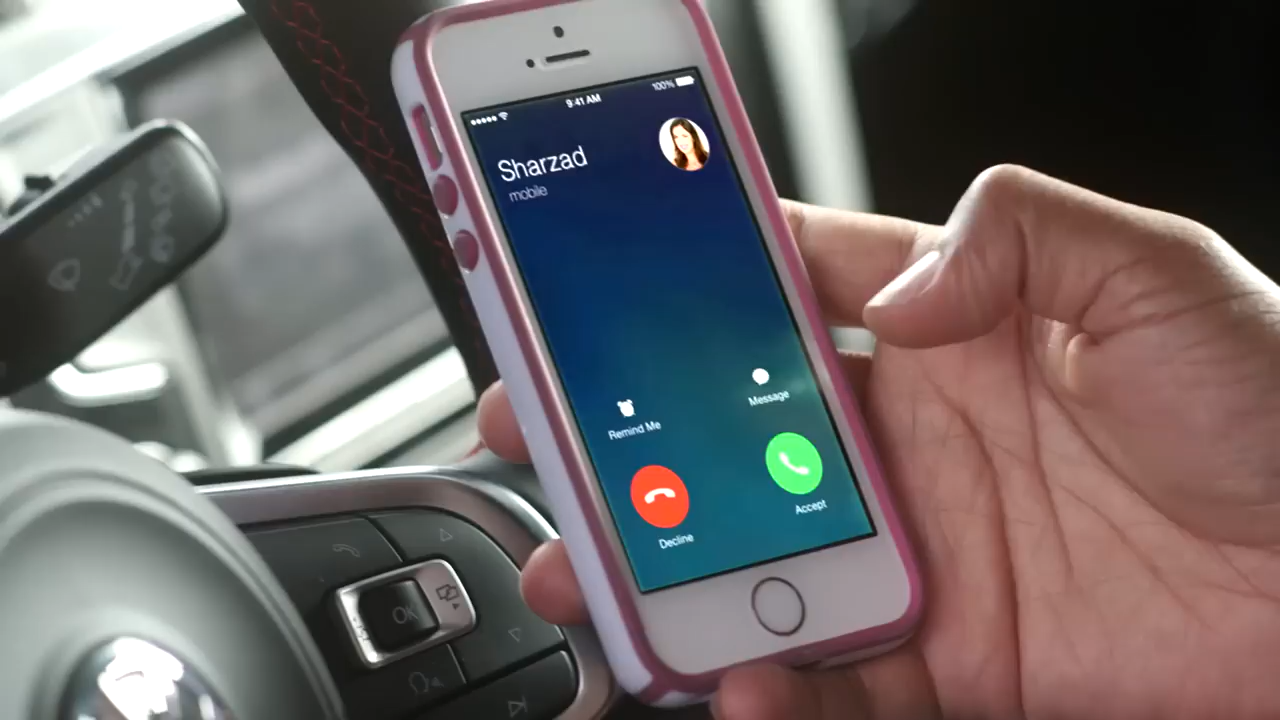 9:41 AM
100%
Sharzad
mobile
Remind Me
Message
Decline
Accept
OK